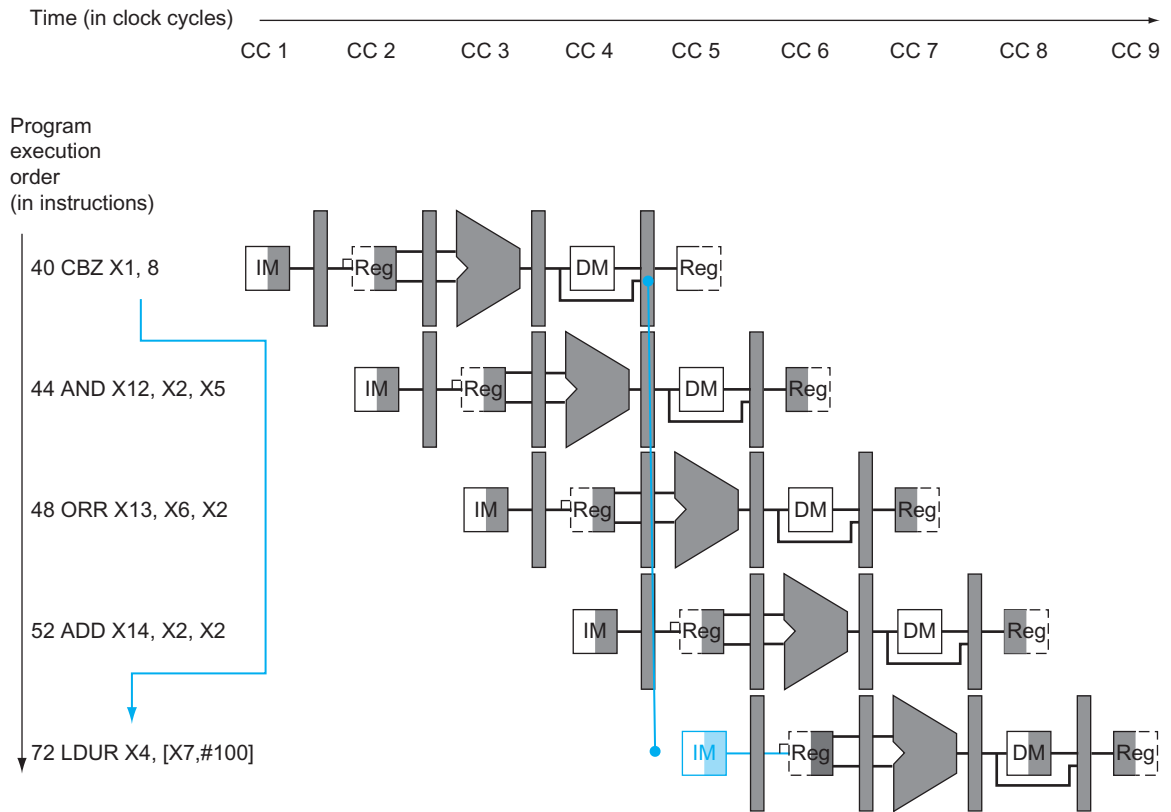 Time (in clock cycles)
CC 1 CC 2 CC 3 CC 4 CC 5 CC 6 CC 7 CC 8 CC 9
Program
execution
order
(in instructions)
40 CBZ X1, 8
IM Reg DM Reg
44 AND X12, X2, X5
IM Reg DM Reg
48 ORR X13, X6, X2
IM Reg DM Reg
52 ADD X14, X2, X2
IM Reg DM Reg
72 LDUR X4, [X7,#100]
IM Reg DM Reg